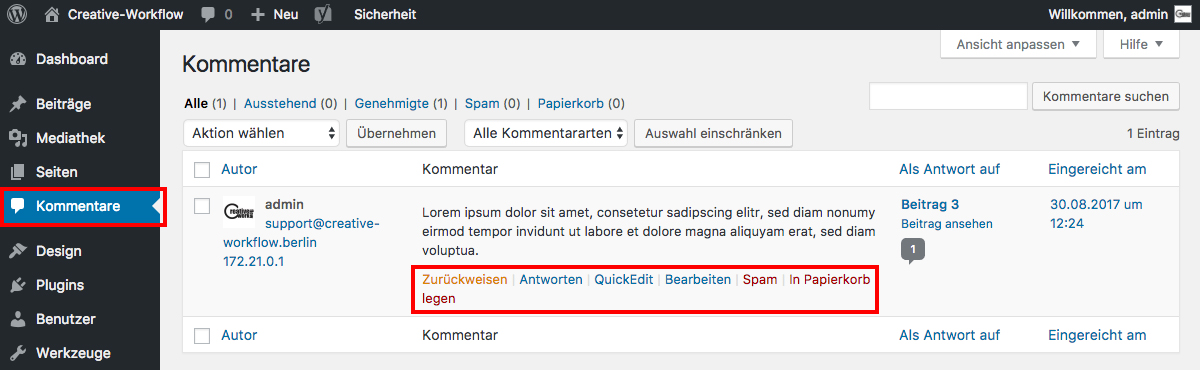 Creative-Workflow 0 Neu Sicherheit Willkommen, admin
Ansicht anpassen Hilfe
Dashboard
Beiträge
Mediathek
Seiten
Kommentare
Design
Plugins
Benutzer
Werkzeuge
Kommentare
Alle (1) | Ausstehend (0) | Genehmigte (1) | Spam (0) | Papierkorb (0)
Kommentare suchen
Aktion wählen Übernehmen Alle Kommentararten Auswahl einschränken
1 Eintrag
Autor Kommentar Als Antwort auf Eingereicht am
Creative
Works
admin
support@creative-
workflow.berlin
172.21.0.1
Lorem ipsum dolor sit amet, consetetur sadipscing elitr, sed diam nonumy
eirmod tempor invidunt ut labore et dolore magna aliquyam erat, sed diam
voluptua.
Zurückweisen | Antworten | QuickEdit | Bearbeiten | Spam | In Papierkorb
legen
Beitrag 3
Beitrag ansehen
1
30.08.2017 um
12:24
Autor Kommentar Als Antwort auf Eingereicht am